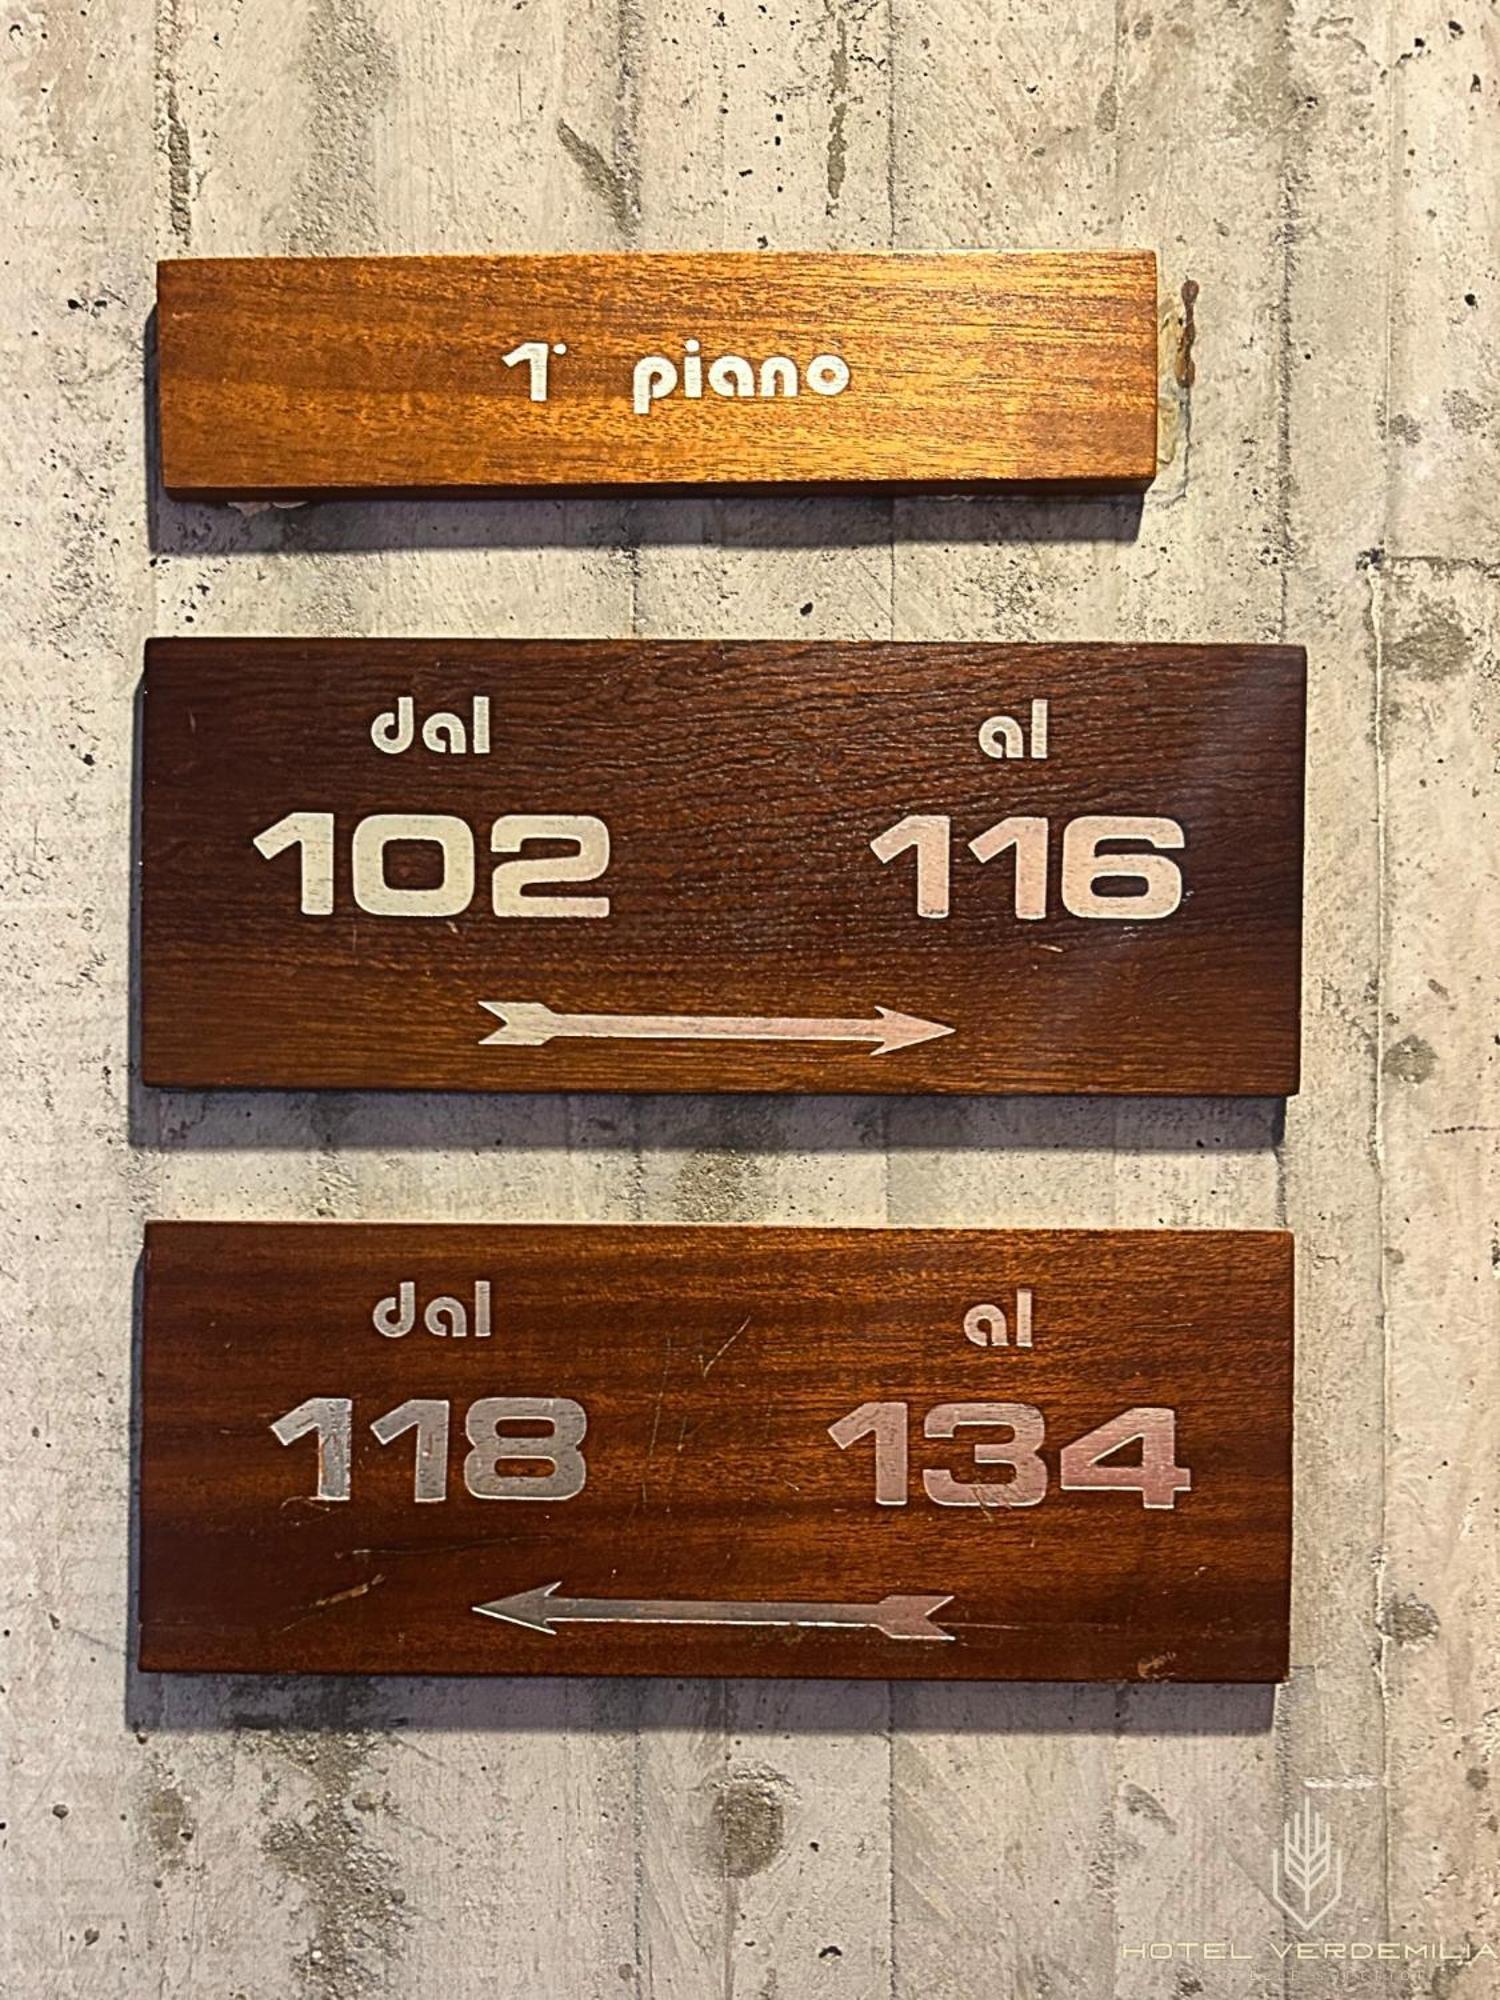 1° piano
dal al
102 116
dal al
118 134
HOTEL VERDEMILIA